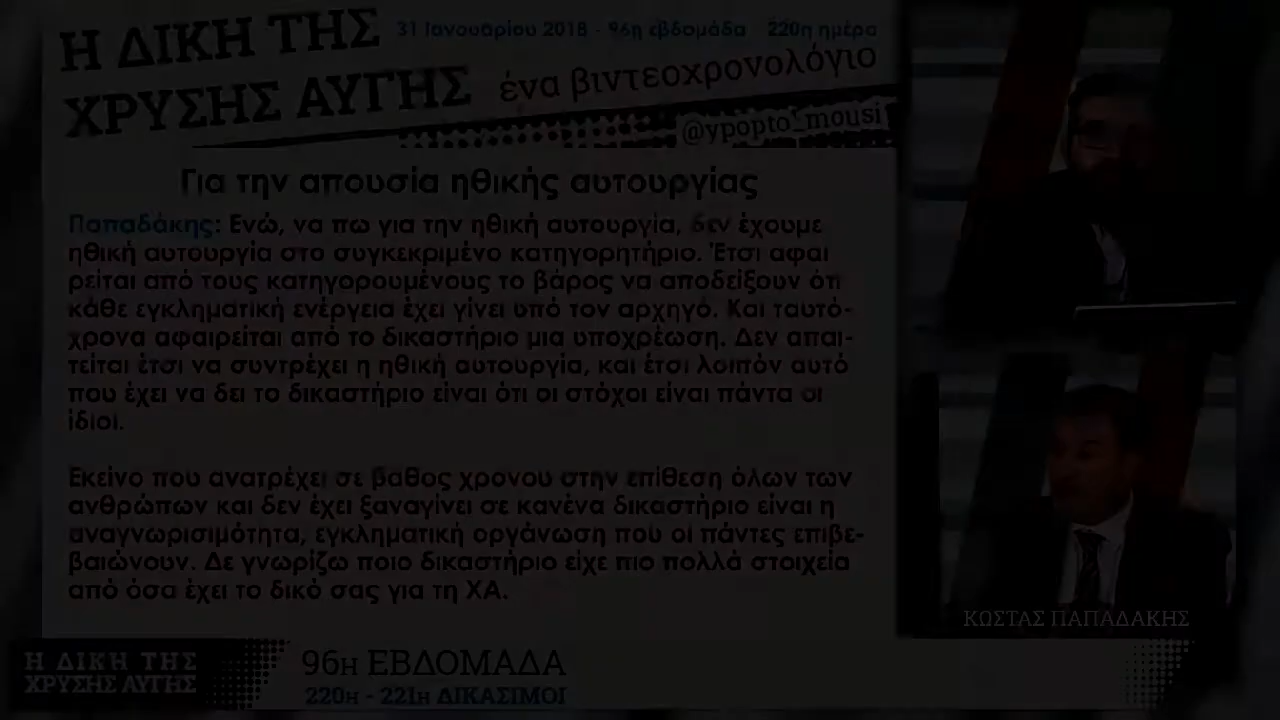 Η ΔΙΚΗ ΤΗΣ
ΧΡΥΣΗΣ ΑΥΓΗΣ
31 Ιανουαρίου 2018 - 96η εβδομάδα 220η ημέρα
ένα βιντεοχρονολόγιο
@ypopto_mousi
Για την απουσία ηθικής αυτουργίας
Παπαδάκης: Ενώ, να πω για την ηθική αυτουργία, δεν έχουμε
ηθική αυτουργία στο συγκεκριμένο κατηγορητήριο. Έτσι αφαι
ρείται από τους κατηγορουμένους το βάρος να αποδείξουν ότι
κάθε εγκληματική ενέργεια έχει γίνει υπό τον αρχηγό. Και ταυτό-
χρονα αφαιρείται από το δικαστήριο μια υποχρέωση. Δεν απαι-
τείται έτσι να συντρέχει η ηθική αυτουργία, και έτσι λοιπόν αυτό
που έχει να δει το δικαστήριο είναι ότι οι στόχοι είναι πάντα οι
ίδιοι.
Εκείνο που ανατρέχει σε βαθος χρονου στην επίθεση όλων των
ανθρώπων και δεν έχει ξαναγίνει σε κανένα δικαστήριο είναι η
αναγνωρισιμότητα, εγκληματική οργάνωση που οι πάντες επιβε-
βαιώνουν. Δε γνωρίζω ποιο δικαστήριο είχε πιο πολλά στοιχεία
από όσα έχει το δικό σας για τη ΧΑ.
ΚΩΣΤΑΣ ΠΑΠΑΔΑΚΗΣ
Η ΔΙΚΗ ΤΗΣ
ΧΡΥΣΗΣ ΑΥΓΗΣ
96η ΕΒΔΟΜΑΔΑ
220η - 221η ΔΙΚΑΣΙΜΟΙ